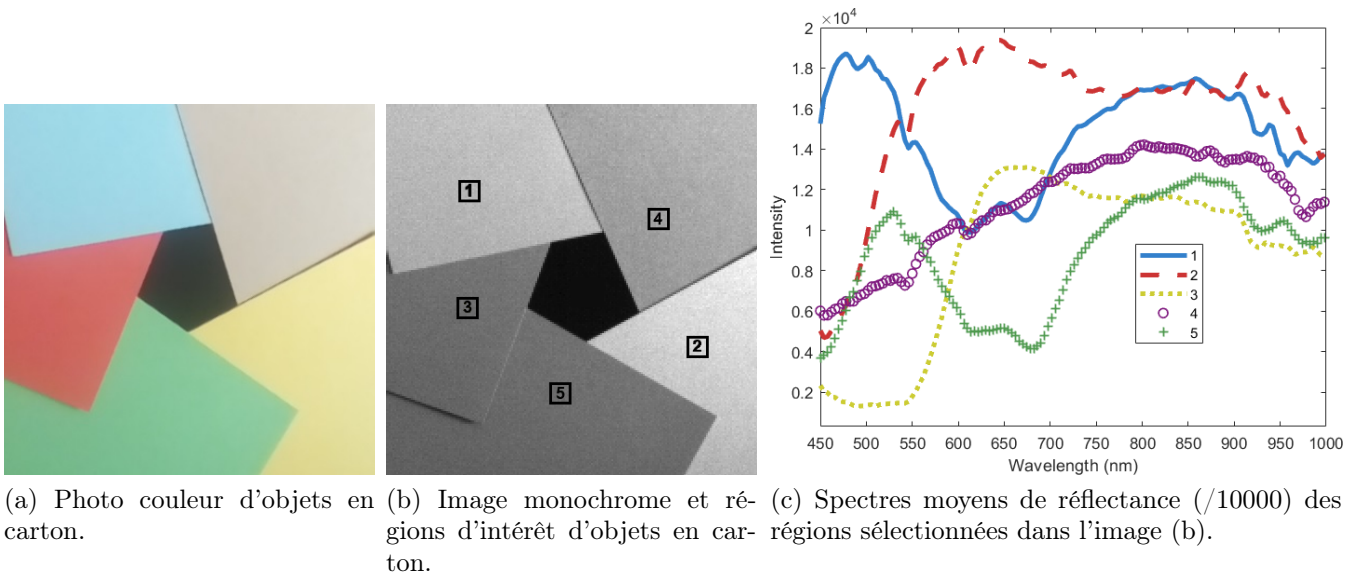 1
4
3
2
5
×10⁴
2
1.8
1.6
1.4
1.2
1
0.8
0.6
0.4
0.2
Intensity
450 500 550 600 650 700 750 800 850 900 950 1000
Wavelength (nm)
1
2
3
4
5
(a) Photo couleur d'objets en
carton.
(b) Image monochrome et ré-
gions d'intérêt d'objets en car-
ton.
(c) Spectres moyens de réflectance (/10000) des
régions sélectionnées dans l'image (b).